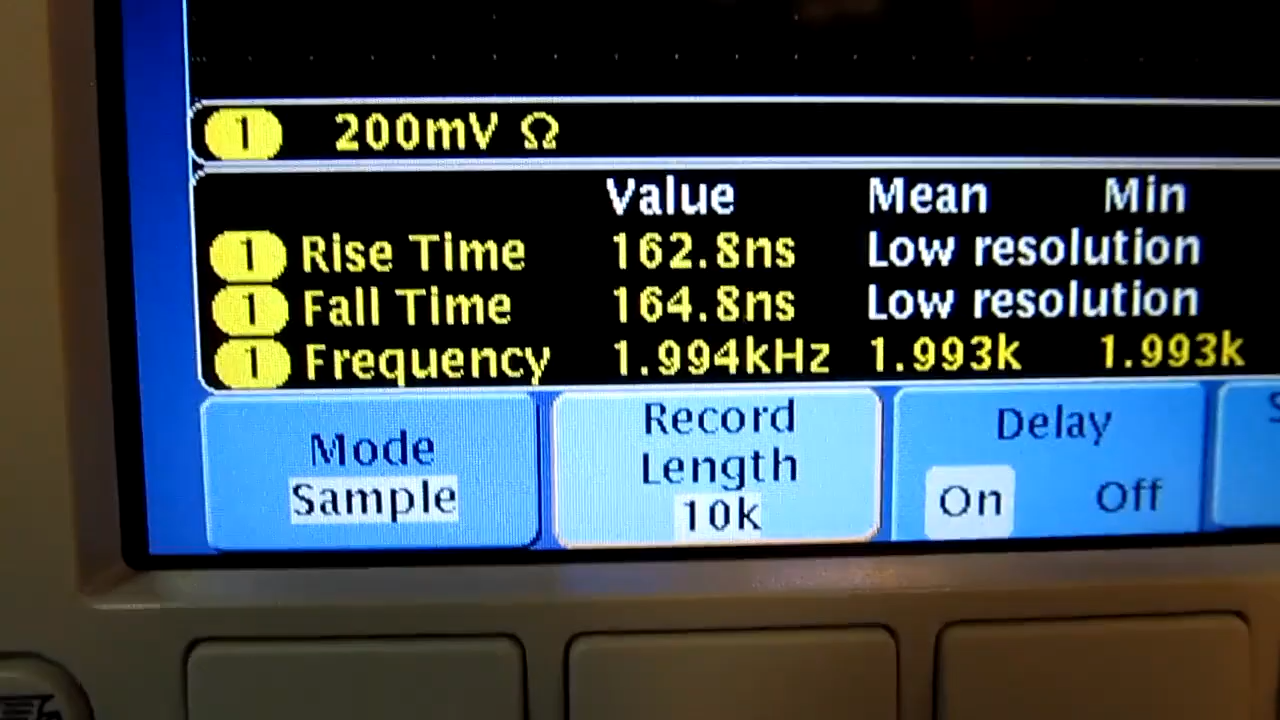 1 200mV Ω
Value Mean Min
1 Rise Time 162.8ns Low resolution
1 Fall Time 164.8ns Low resolution
1 Frequency 1.994kHz 1.993k 1.993k
Mode
Sample
Record
Length
10k
Delay
On Off